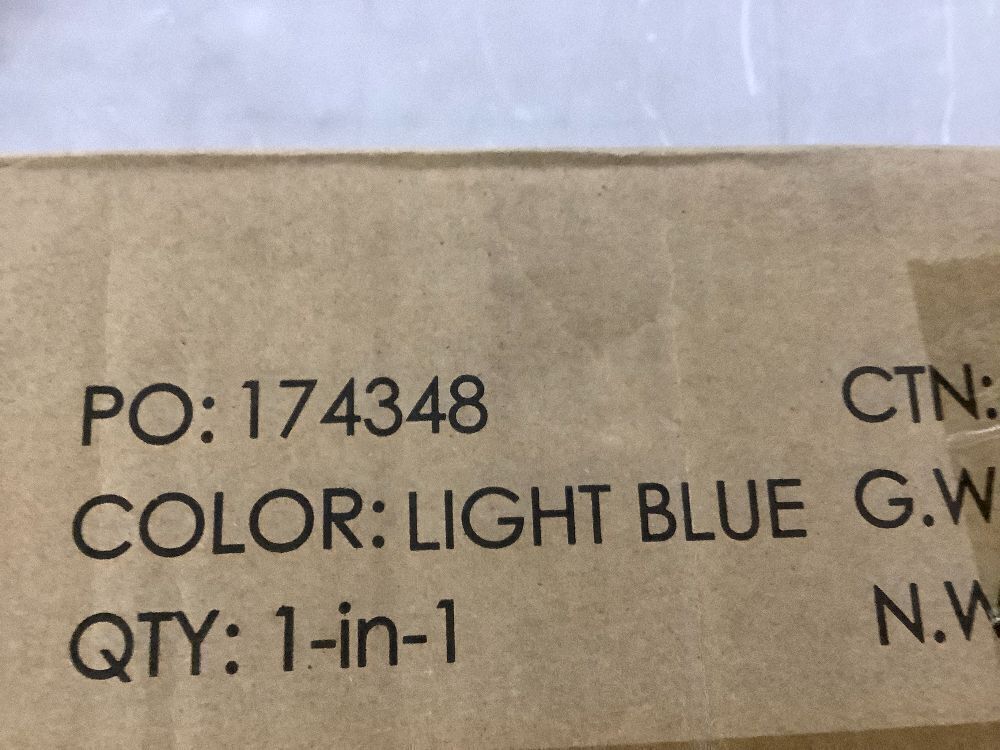 PO: 174348 CTN:
COLOR: LIGHT BLUE G.W
QTY: 1-in-1 N.W